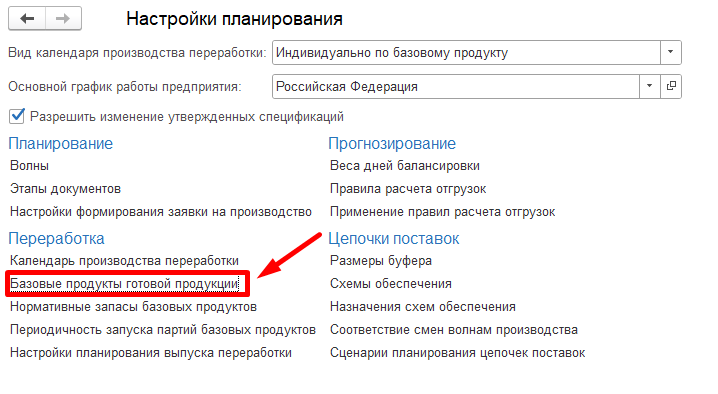 Настройки планирования
Вид календаря производства переработки: Индивидуально по базовому продукту
Основной график работы предприятия: Российская Федерация
Разрешить изменение утвержденных спецификаций
Планирование
Волны
Этапы документов
Настройки формирования заявки на производство
Прогнозирование
Веса дней балансировки
Правила расчета отгрузок
Применение правил расчета отгрузок
Переработка
Календарь производства переработки
Базовые продукты готовой продукции
Нормативные запасы базовых продуктов
Периодичность запуска партий базовых продуктов
Настройки планирования выпуска переработки
Цепочки поставок
Размеры буфера
Схемы обеспечения
Назначения схем обеспечения
Соответствие смен волнам производства
Сценарии планирования цепочек поставок